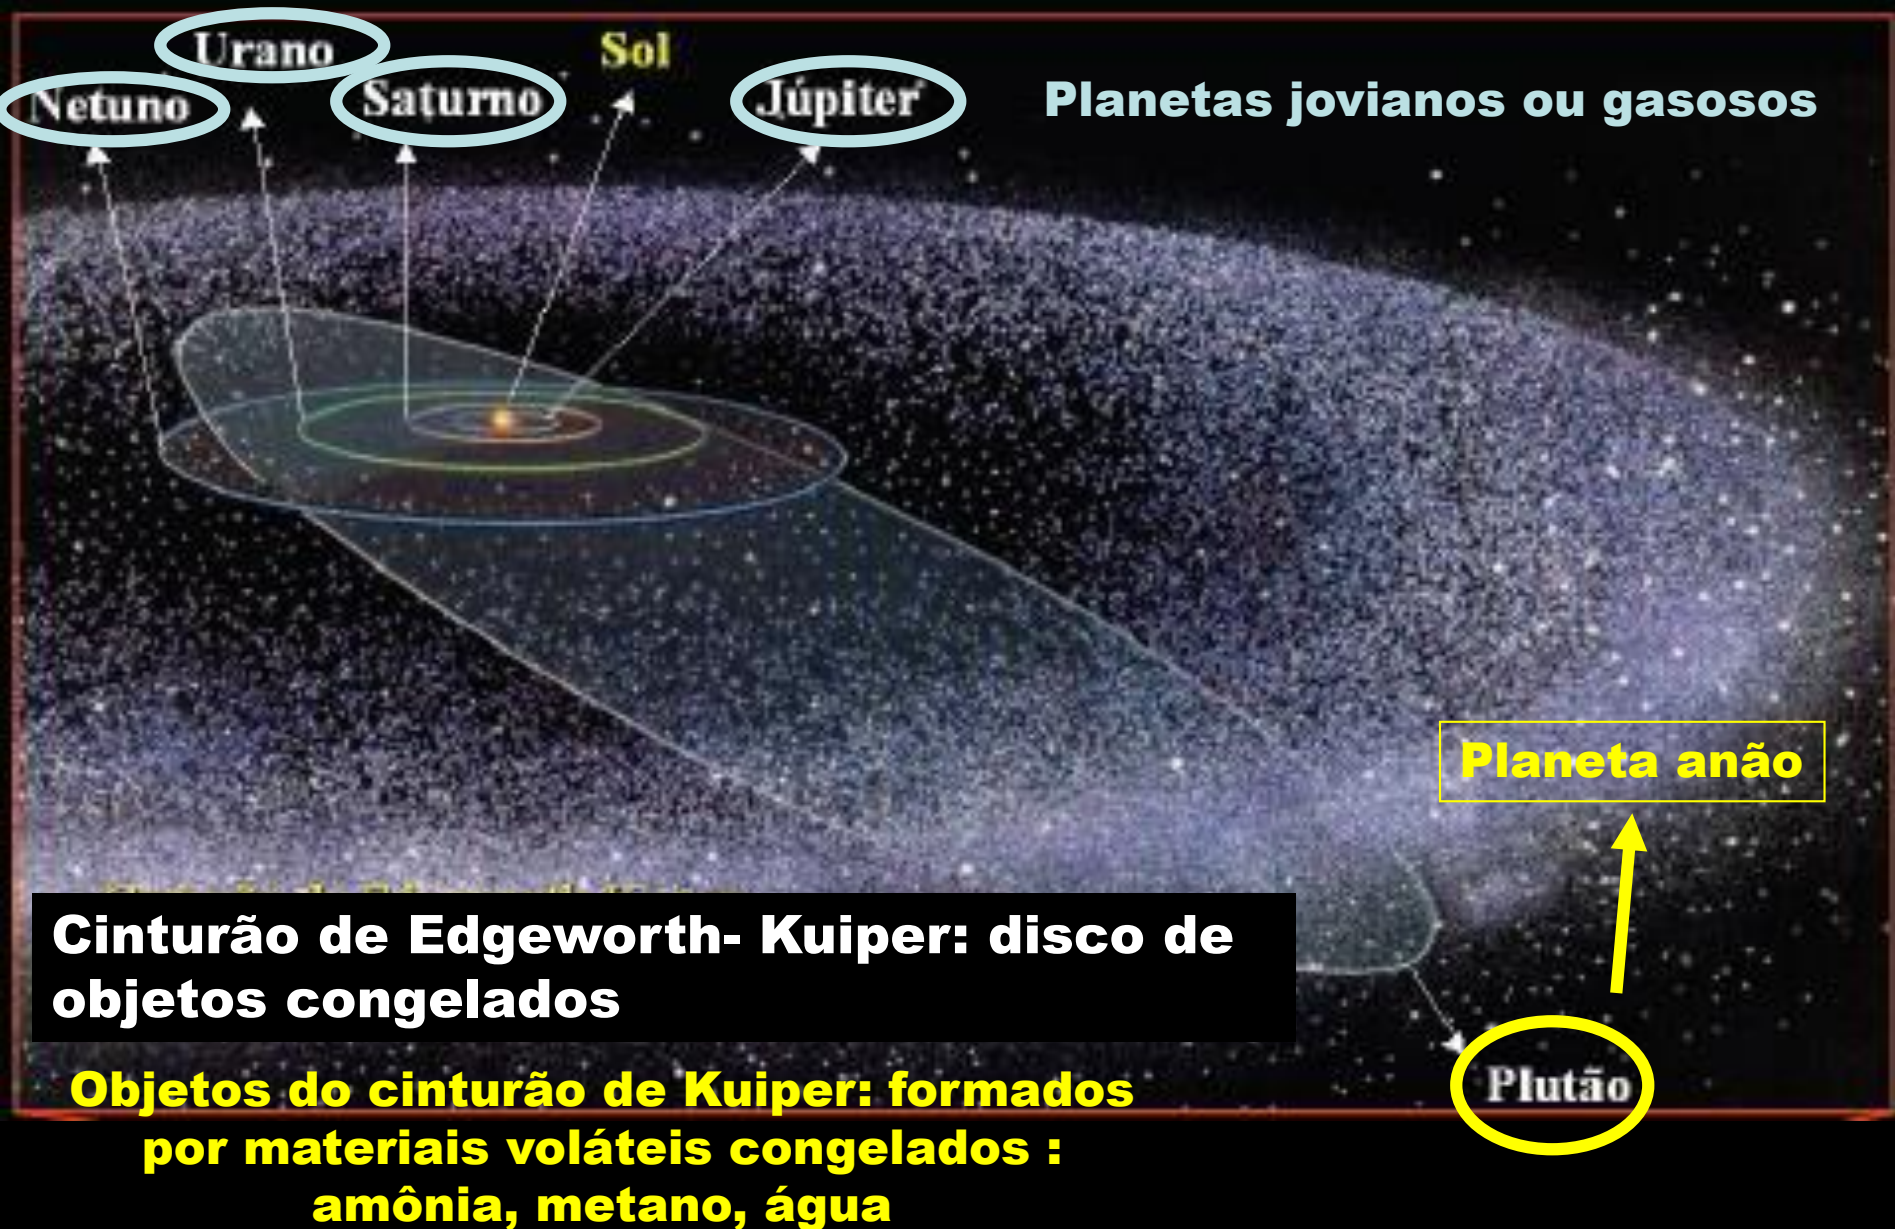 Urano
Sol
Netuno
Saturno
Júpiter
Planetas jovianos ou gasosos
Planeta anão
Cinturão de Edgeworth- Kuiper: disco de
objetos congelados
Plutão
Objetos do cinturão de Kuiper: formados
por materiais voláteis congelados :
amônia, metano, água